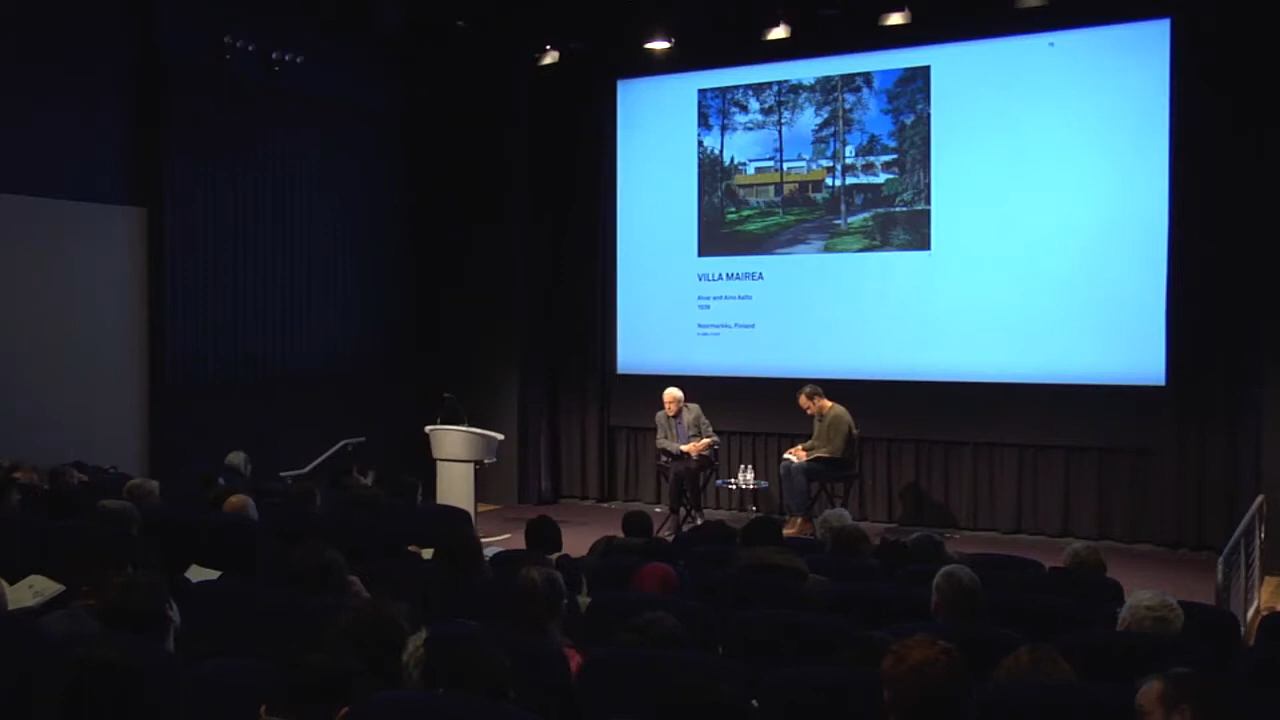 VILLA MAIREA
Alvar and Aino Aalto
1939
Noormarkku, Finland